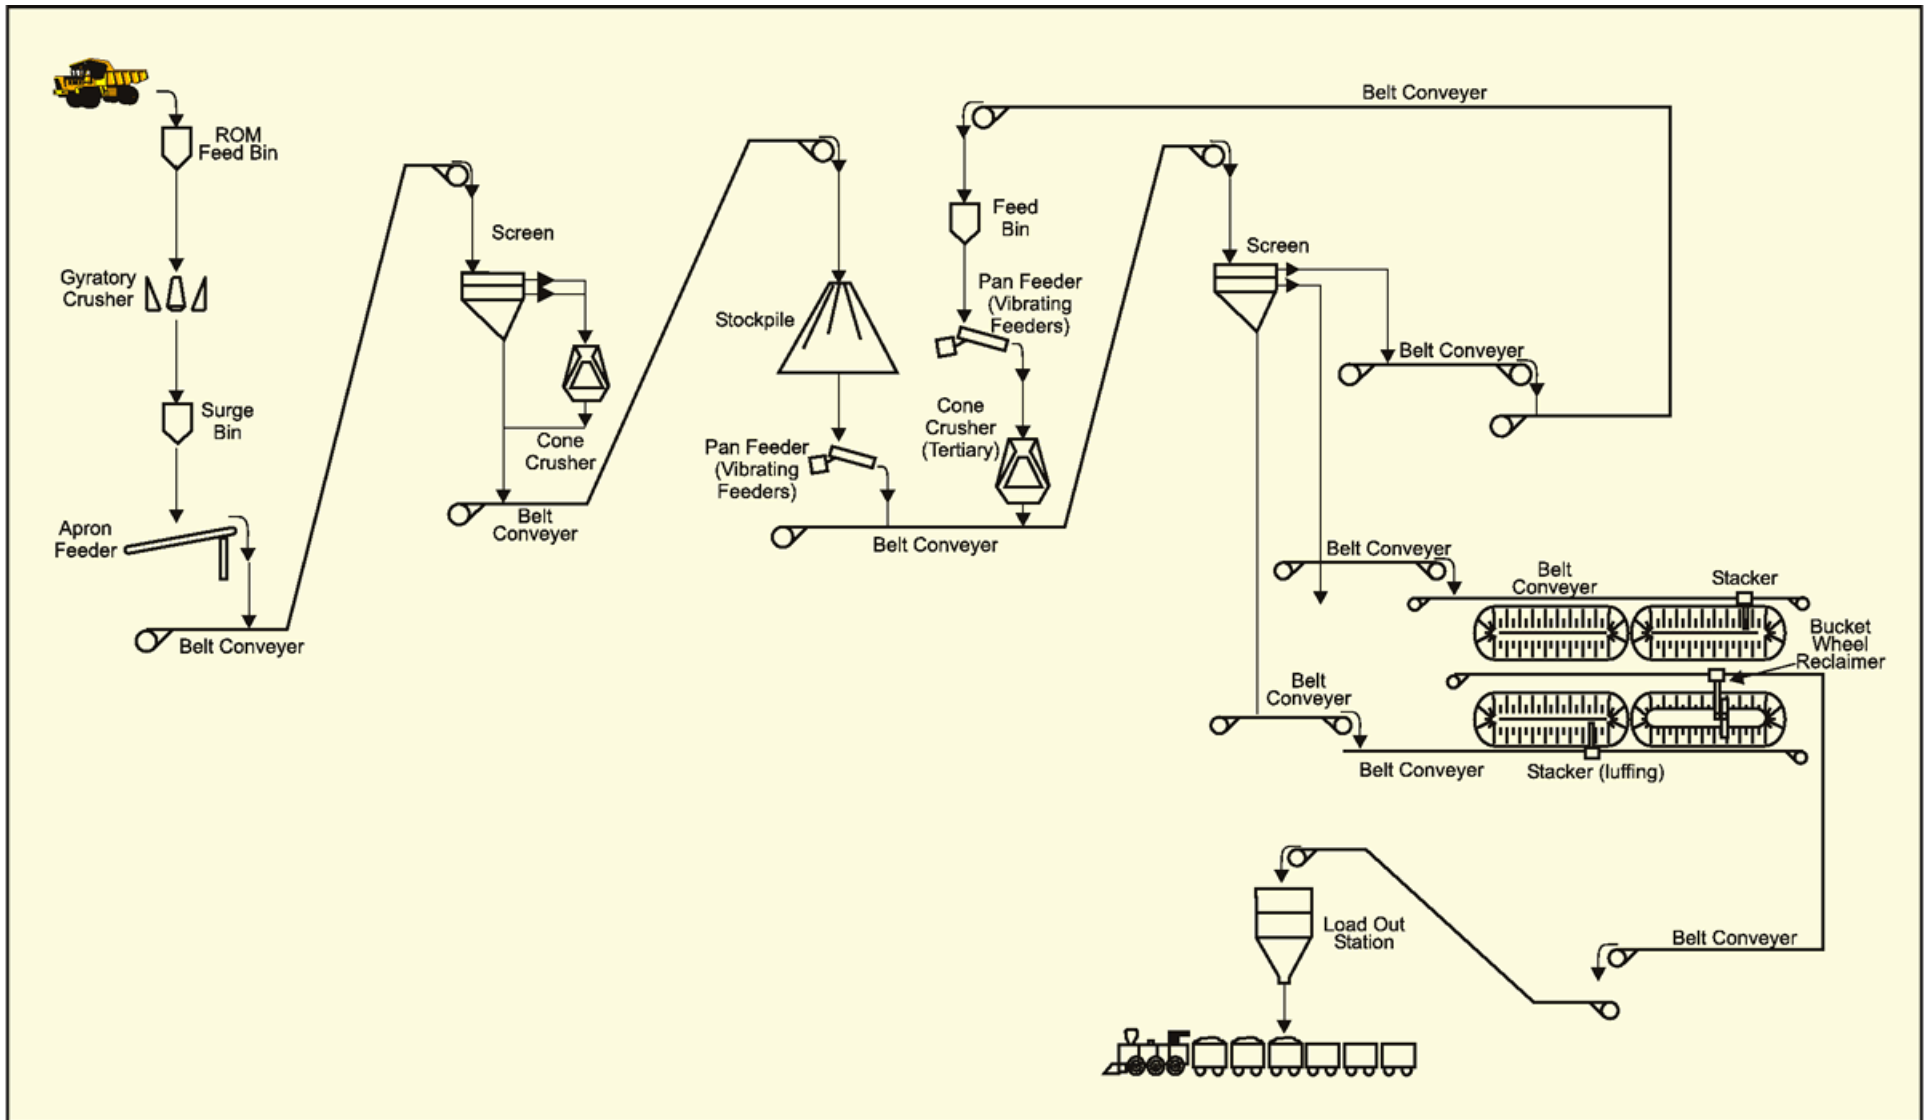 ROM
Feed Bin
Gyratory
Crusher
Surge
Bin
Apron
Feeder
Belt Conveyer
Screen
Cone
Crusher
Belt
Conveyer
Stockpile
Pan Feeder
(Vibrating
Feeders)
Belt Conveyer
Feed
Bin
Pan Feeder
(Vibrating
Feeders)
Cone
Crusher
(Tertiary)
Belt Conveyer
Screen
Belt Conveyer
Belt Conveyer
Belt
Conveyer
Stacker
Bucket
Wheel
Reclaimer
Belt
Conveyer
Belt Conveyer
Stacker (luffing)
Load Out
Station
Belt Conveyer